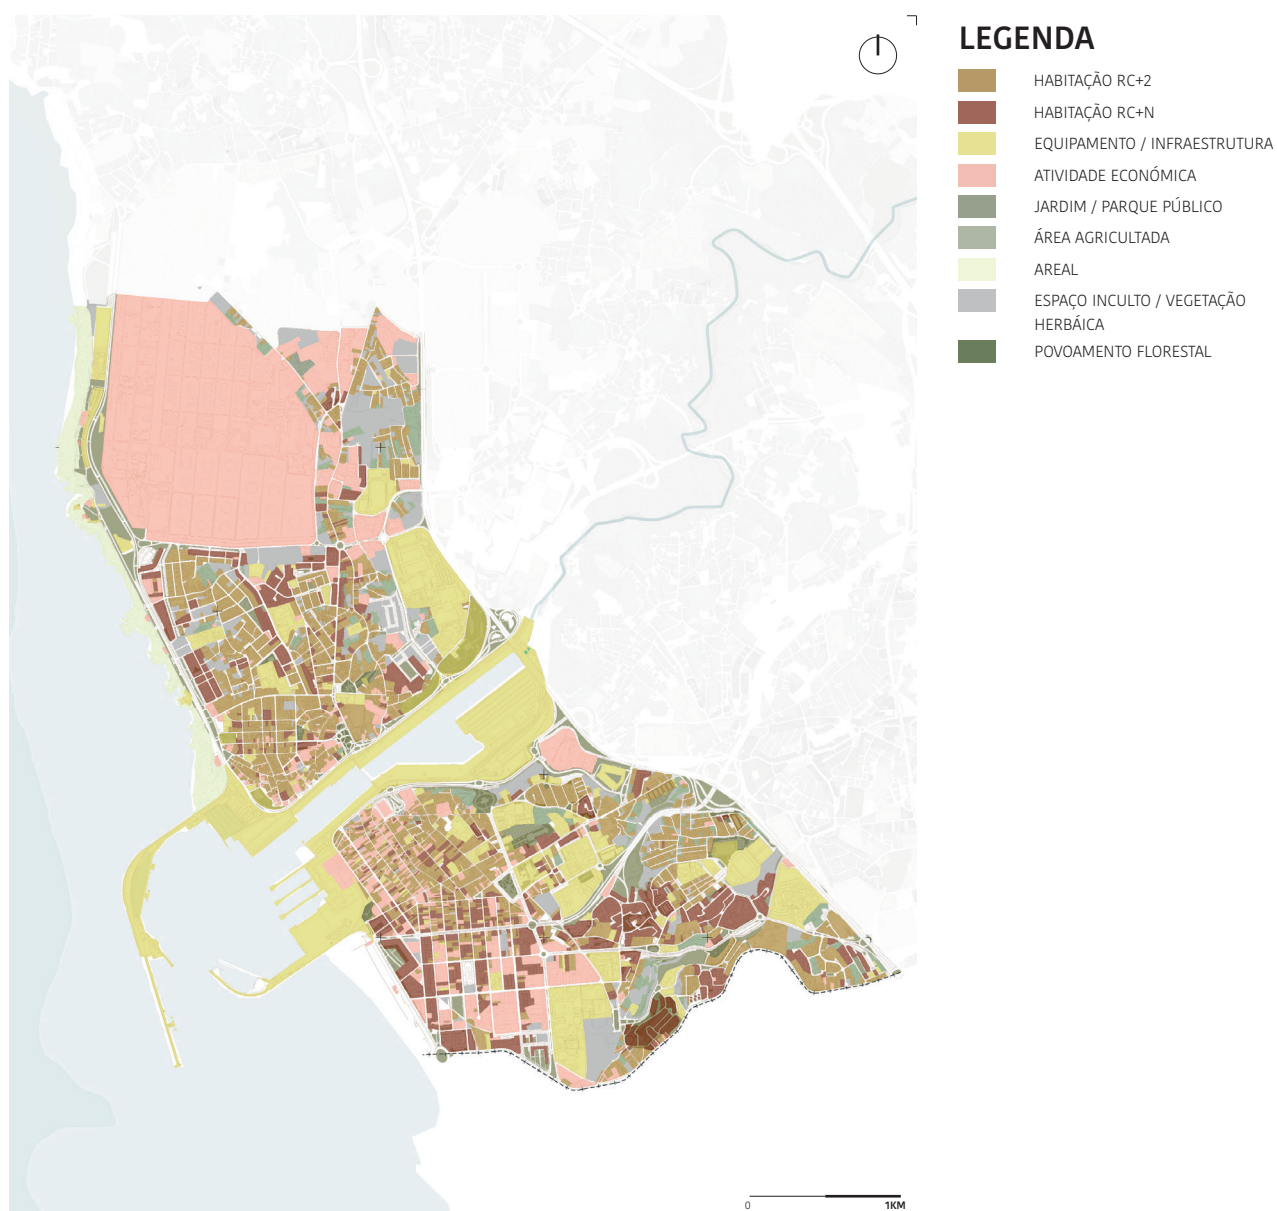 LEGENDA
HABITAÇÃO RC+2
HABITAÇÃO RC+N
EQUIPAMENTO / INFRAESTRUTURA
ATIVIDADE ECONÓMICA
JARDIM / PARQUE PÚBLICO
ÁREA AGRICULTADA
AREAL
ESPAÇO INCULTO / VEGETAÇÃO
HERBÁICA
POVOAMENTO FLORESTAL
0 1KM